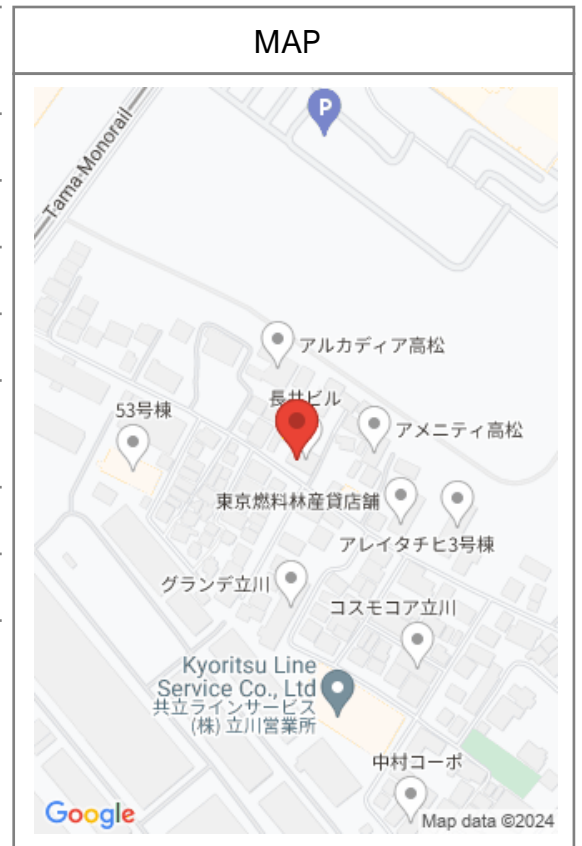 MAP
P
Tama Monorail
アルカディア高松
長井ビル
53号棟
アメニティ高松
東京燃料林産貸店舗
アレイタチヒ3号棟
グランデ立川
コスモコア立川
Kyoritsu Line
Service Co., Ltd
共立ラインサービス
(株) 立川営業所
中村コーポ
Google
Map data ©2024